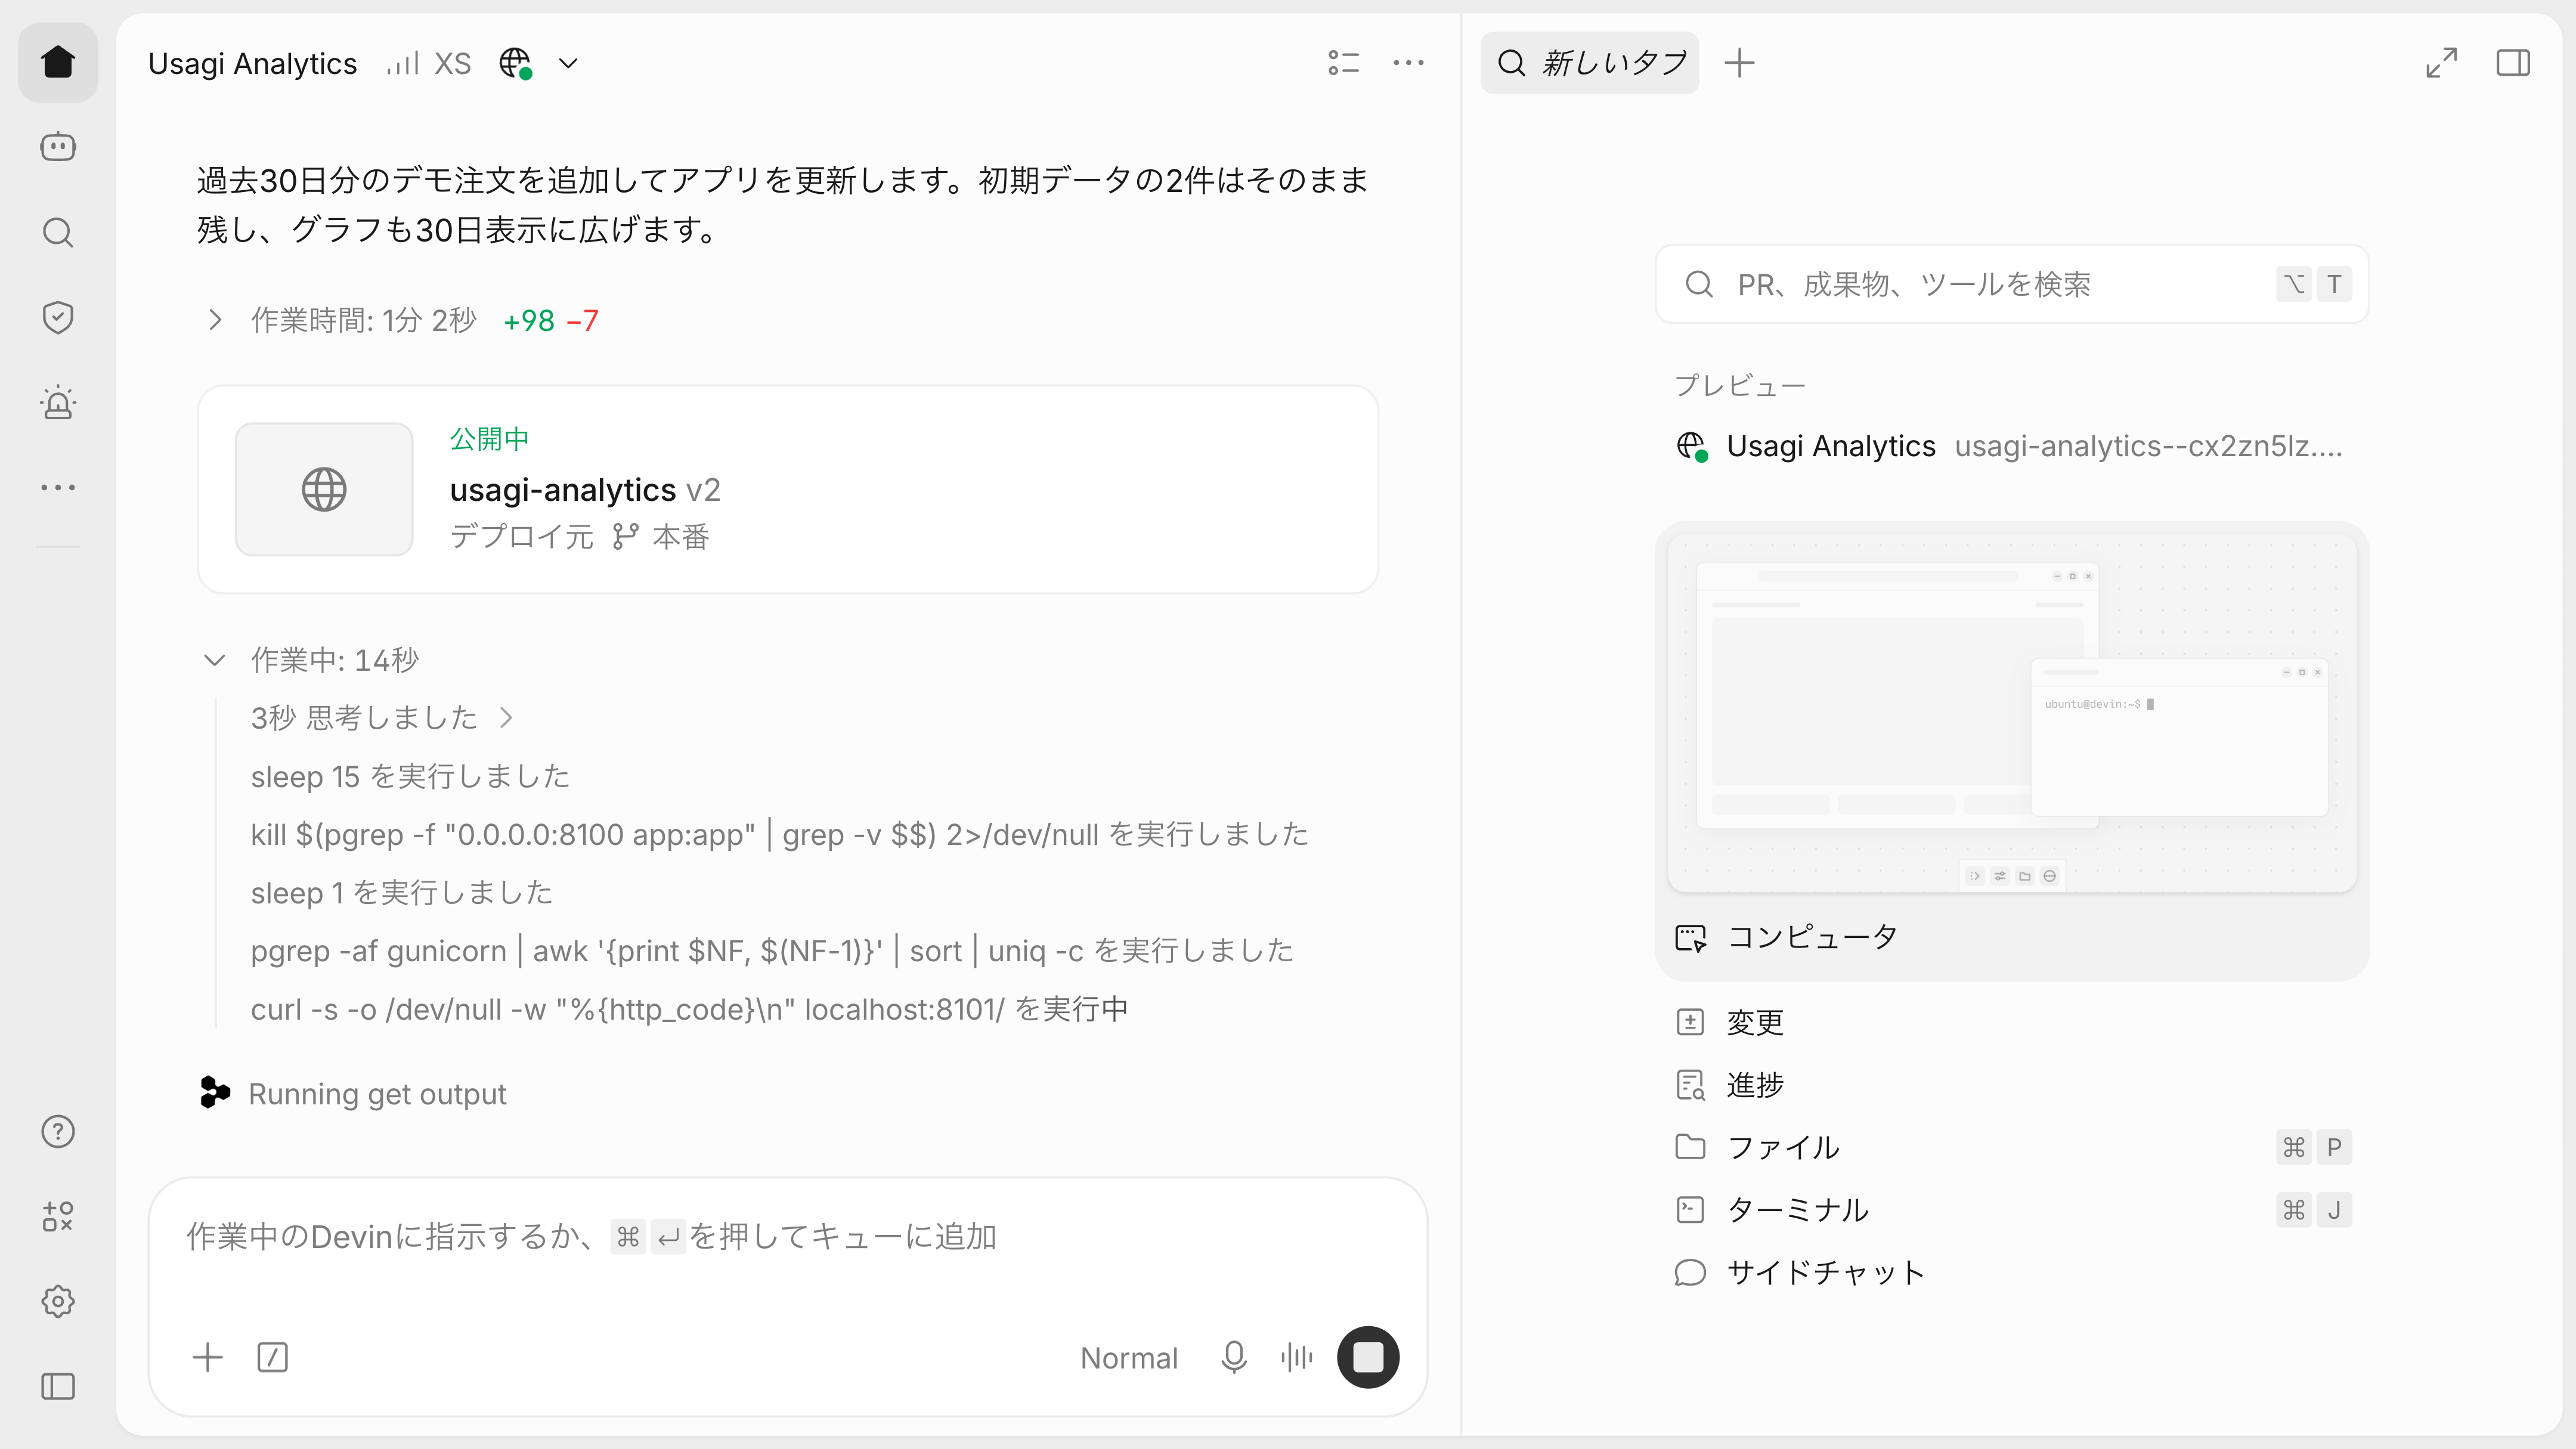 Usagi Analytics XS
過去30日分のデモ注文を追加してアプリを更新します。初期データの2件はそのまま
残し、グラフも30日表示に広げます。
作業時間: 1分 2秒 +98 −7
公開中
usagi-analytics v2
デプロイ元 本番
作業中: 14秒
3秒 思考しました
sleep 15 を実行しました
kill $(pgrep -f "0.0.0.0:8100 app:app" | grep -v $$) 2>/dev/null を実行しました
sleep 1 を実行しました
pgrep -af gunicorn | awk '{print $NF, $(NF-1)}' | sort | uniq -c を実行しました
curl -s -o /dev/null -w "%{http_code}\n" localhost:8101/ を実行中
Running get output
作業中のDevinに指示するか、⌘ ↵ を押してキューに追加
Normal
新しいタブ
PR、成果物、ツールを検索 ⌥ T
プレビュー
Usagi Analytics usagi-analytics--cx2zn5lz....
ubuntu@devin:~$
コンピュータ
変更
進捗
ファイル ⌘ P
ターミナル ⌘ J
サイドチャット